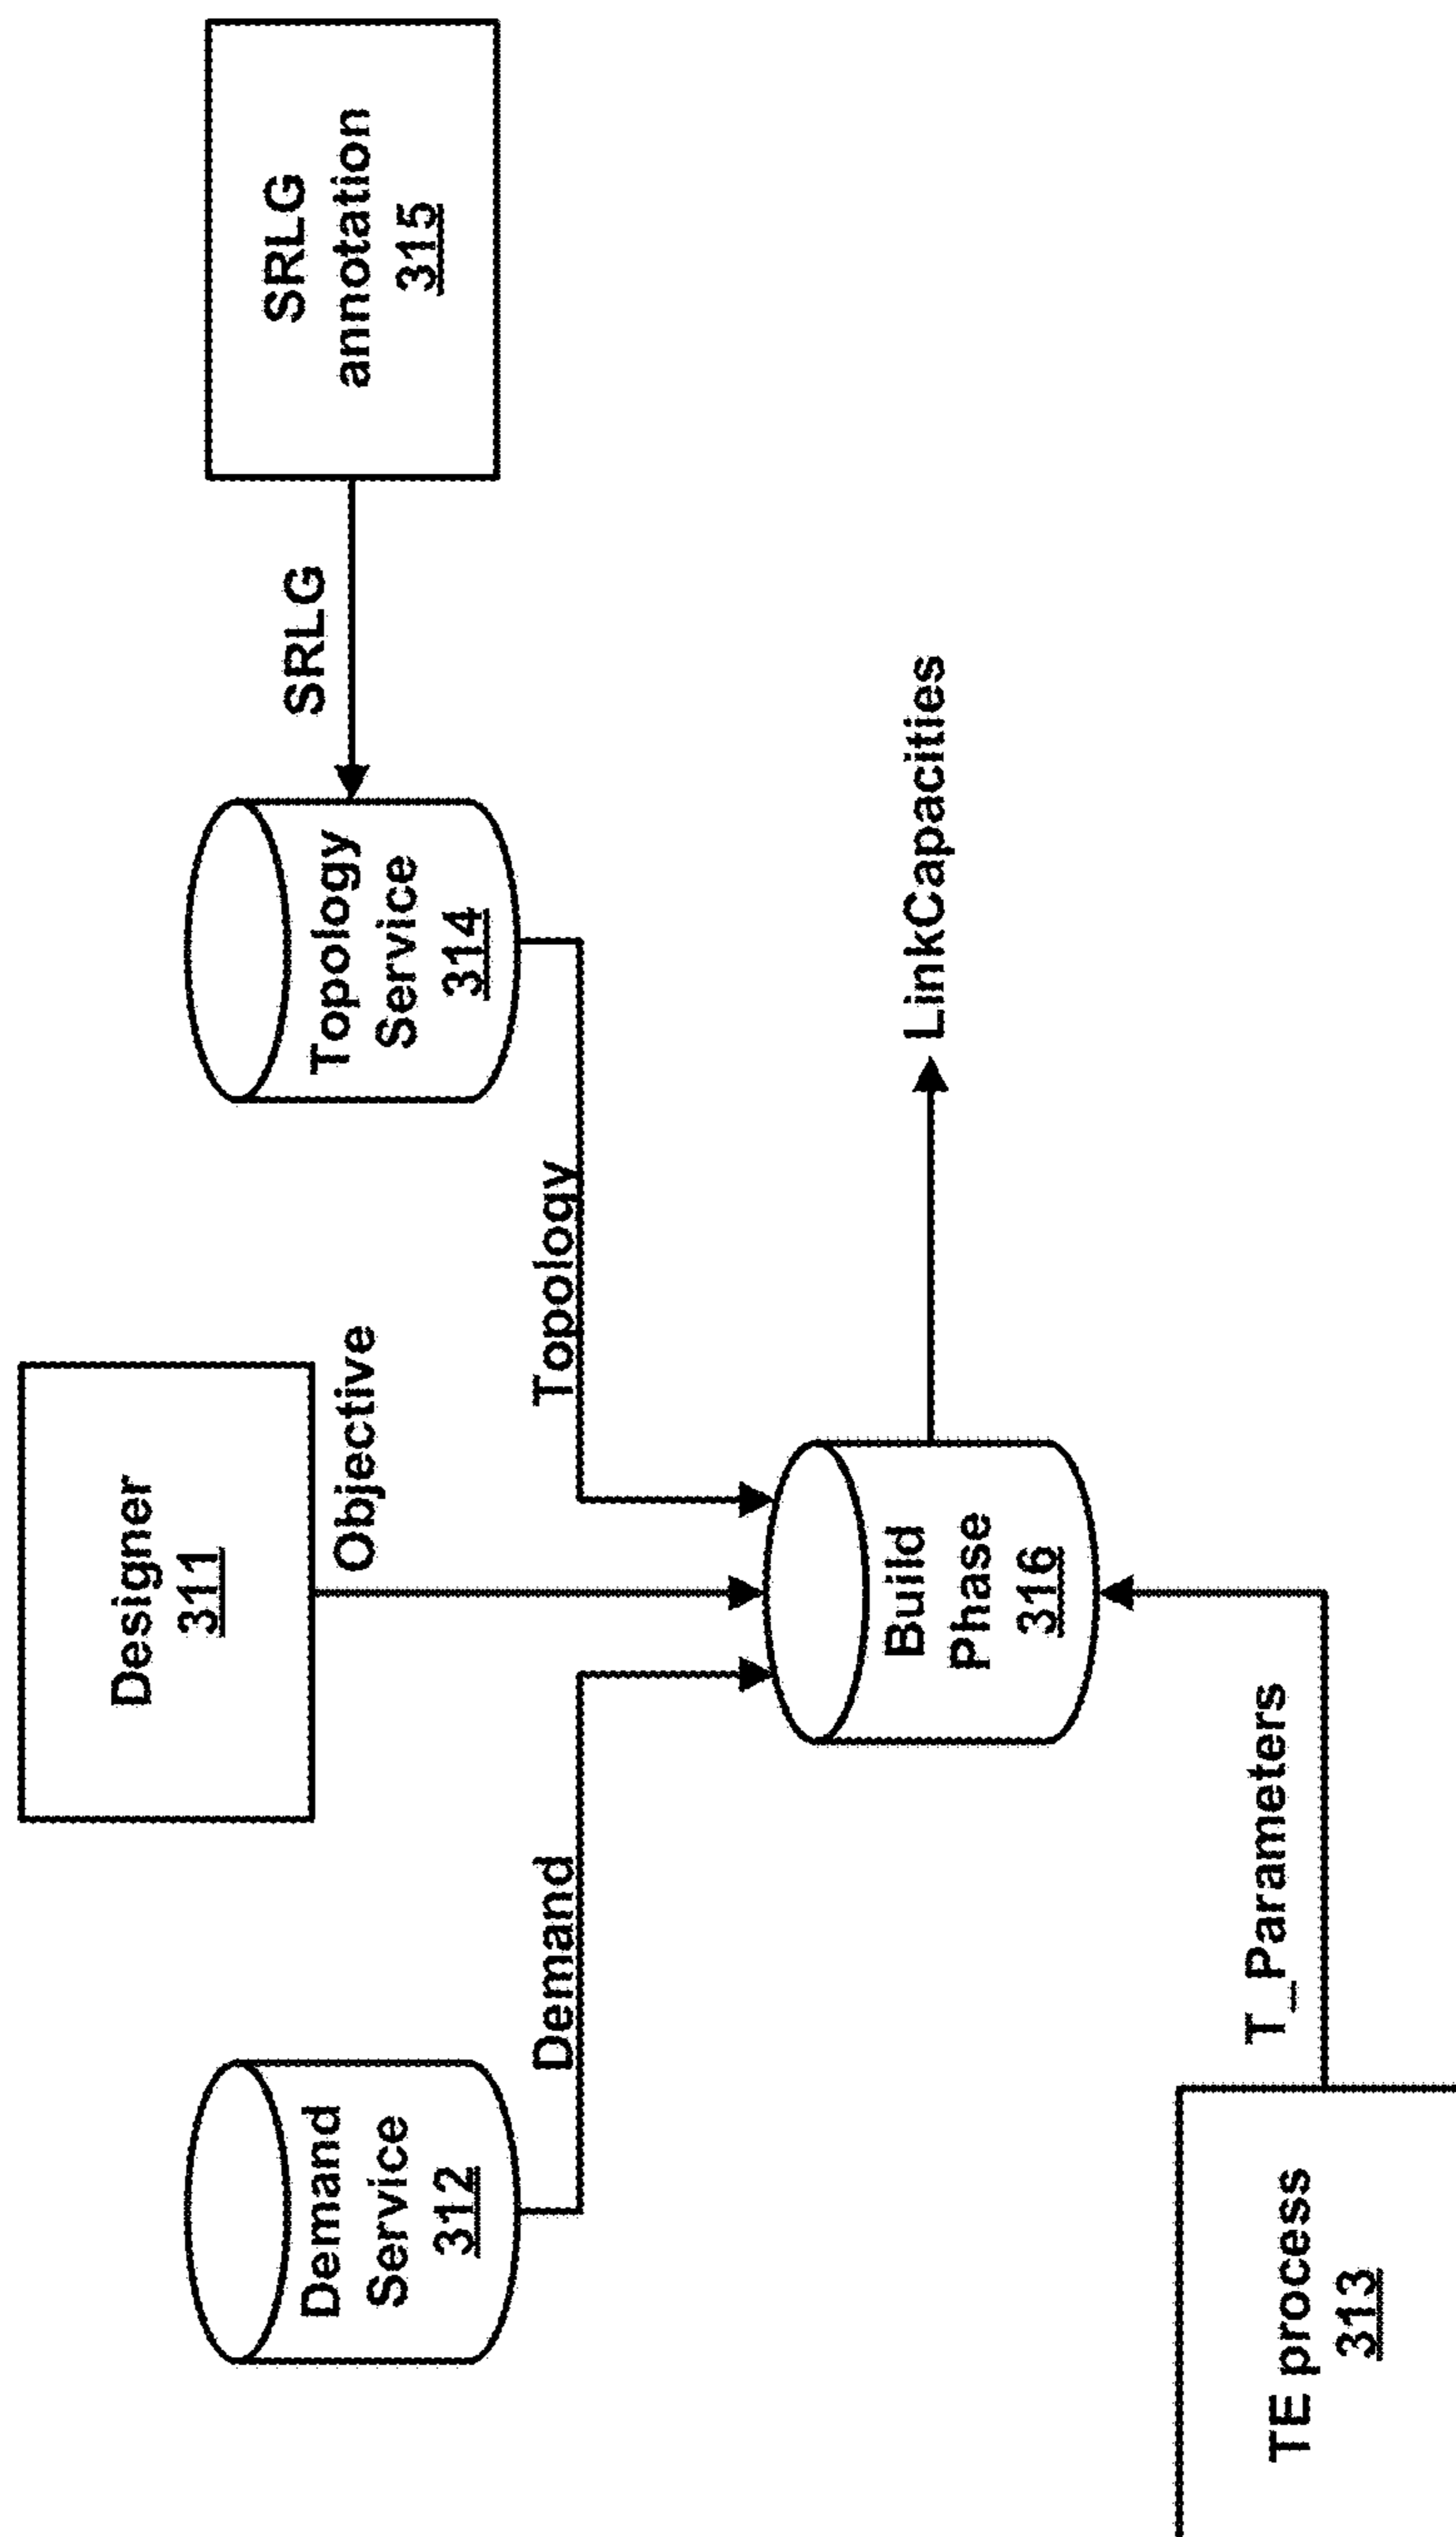 Designer
311
Objective
Demand
Service
312
Demand
Topology
Topology
Service
314
SRLG
SRLG
annotation
315
Build
Phase
316
LinkCapacities
T_Parameters
TE process
313